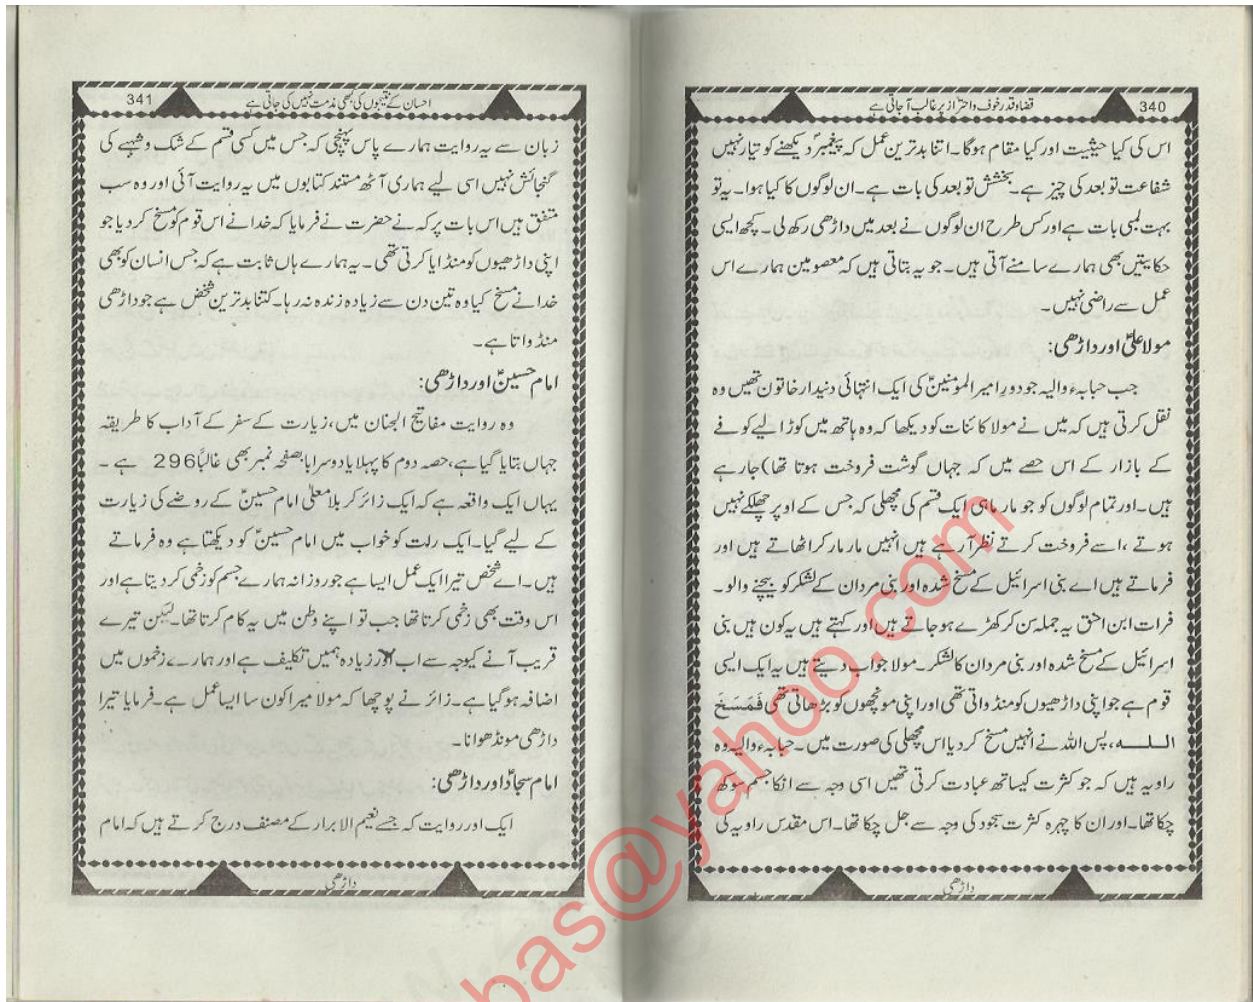 340
قضا و قدر خوف و احتراز پر غالب آ جاتی ہے
اس کی کیا حیثیت اور کیا مقام ہوگا۔ اتنا بدترین عمل کہ پیغمبرؐ دیکھنے کو تیار نہیں
شفاعت تو بعد کی چیز ہے۔ بخشش تو بعد کی بات ہے۔ ان لوگوں کا کیا ہوا۔ یہ تو
بہت لمبی بات ہے اور کس طرح ان لوگوں نے بعد میں داڑھی رکھ لی۔ کچھ ایسی
حکایتیں بھی ہمارے سامنے آتی ہیں۔ جو یہ بتاتی ہیں کہ معصومین ہمارے اس
عمل سے راضی نہیں۔
مولا علیؑ اور داڑھی:
جب حبابہء والیہ جو دورِ امیر المومنینؑ کی ایک انتہائی دنیدار خاتون تھیں وہ
نقل کرتی ہیں کہ میں نے مولا کائنات کو دیکھا کہ وہ ہاتھ میں کوڑا لیے کوفے
کے بازار کے اس حصے میں کہ جہاں گوشت فروخت ہوتا تھا) جا رہے
ہیں۔ اور تمام لوگوں کو جو مار ماہی ایک قسم کی مچھلی کہ جس کے اوپر چھلکے نہیں
ہوتے، اسے فروخت کرتے نظر آ رہے ہیں انہیں مار مار کر اٹھاتے ہیں اور
فرماتے ہیں اے بنی اسرائیل کے مسخ شدہ اور بنی مردان کے لشکر کو بیچنے والو۔
فرات ابن احق یہ جملہ سن کر کھڑے ہو جاتے ہیں اور کہتے ہیں یہ کون ہیں بنی
اسرائیل کے مسخ شدہ اور بنی مردان کا لشکر۔ مولا جواب دیتے ہیں یہ ایک ایسی
قوم ہے جو اپنی داڑھیوں کو منڈواتی تھی اور اپنی مونچھوں کو بڑھاتی تھی فَمَسَخَ
اللہ، پس اللہ نے انہیں مسخ کر دیا اس مچھلی کی صورت میں۔ حبابہء والیہ وہ
راویہ ہیں کہ جو کثرت کیساتھ عبادت کرتی تھیں اسی وجہ سے انکا جسم سوکھ
چکا تھا۔ اور ان کا چہرہ کثرت سجود کی وجہ سے جل چکا تھا۔ اس مقدس راویہ کی
داڑھی
341
احسان کے نتیجوں کی بھی مذمت نہیں کی جاتی ہے
زبان سے یہ روایت ہمارے پاس پہنچی کہ جس میں کسی قسم کے شک و شبہے کی
گنجائش نہیں اسی لیے ہماری آٹھ مستند کتابوں میں یہ روایت آئی اور وہ سب
متفق ہیں اس بات پر کہ نے حضرت نے فرمایا کہ خدا نے اس قوم کو مسخ کر دیا جو
اپنی داڑھیوں کو منڈایا کرتی تھی۔ یہ ہمارے ہاں ثابت ہے کہ جس انسان کو بھی
خدا نے مسخ کیا وہ تین دن سے زیادہ زندہ نہ رہا۔ کتنا بدترین شخص ہے جو داڑھی
منڈواتا ہے۔
امام حسینؑ اور داڑھی:
وہ روایت مفاتیح الجنان میں، زیارت کے سفر کے آداب کا طریقہ
جہاں بتایا گیا ہے، حصہ دوم کا پہلا یا دوسرا باب صفحہ نمبر بھی غالباً 296 ہے۔
یہاں ایک واقعہ ہے کہ ایک زائر کربلا معلیٰ امام حسینؑ کے روضے کی زیارت
کے لیے گیا۔ ایک رات کو خواب میں امام حسینؑ کو دیکھتا ہے وہ فرماتے
ہیں۔ اے شخص تیرا ایک عمل ایسا ہے جو روزانہ ہمارے جسم کو زخمی کر دیتا ہے اور
اس وقت بھی زخمی کرتا تھا جب تو اپنے وطن میں یہ کام کرتا تھا۔ لیکن تیرے
قریب آنے کیوجہ سے اب اور زیادہ ہمیں تکلیف ہے اور ہمارے زخموں میں
اضافہ ہو گیا ہے۔ زائر نے پوچھا کہ مولا میرا کون سا ایسا عمل ہے۔ فرمایا تیرا
داڑھی مونڈھوانا۔
امام سجادؑ اور داڑھی:
ایک اور روایت کہ جسے نعیم الابرار کے مصنف درج کرتے ہیں کہ امام
داڑھی
bas@yahoo.com